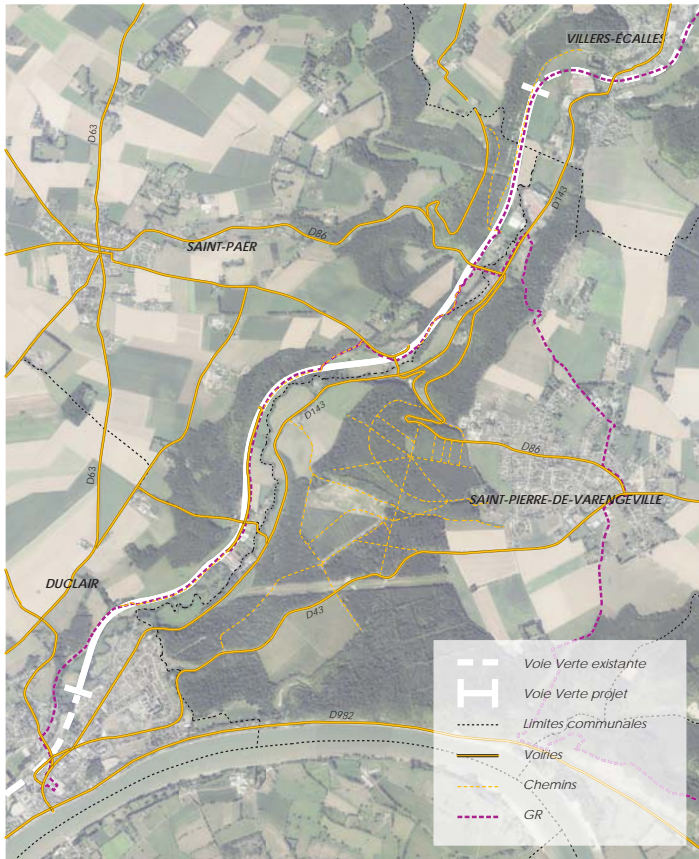 VILLERS-ÉCALLES
D63
D143
SAINT-PAER
D86
D143
D86
D63
SAINT-PIERRE-DE-VARENGEVILLE
DUCLAIR
D43
D982
Voie Verte existante
Voie Verte projet
Limites communales
Voiries
Chemins
GR